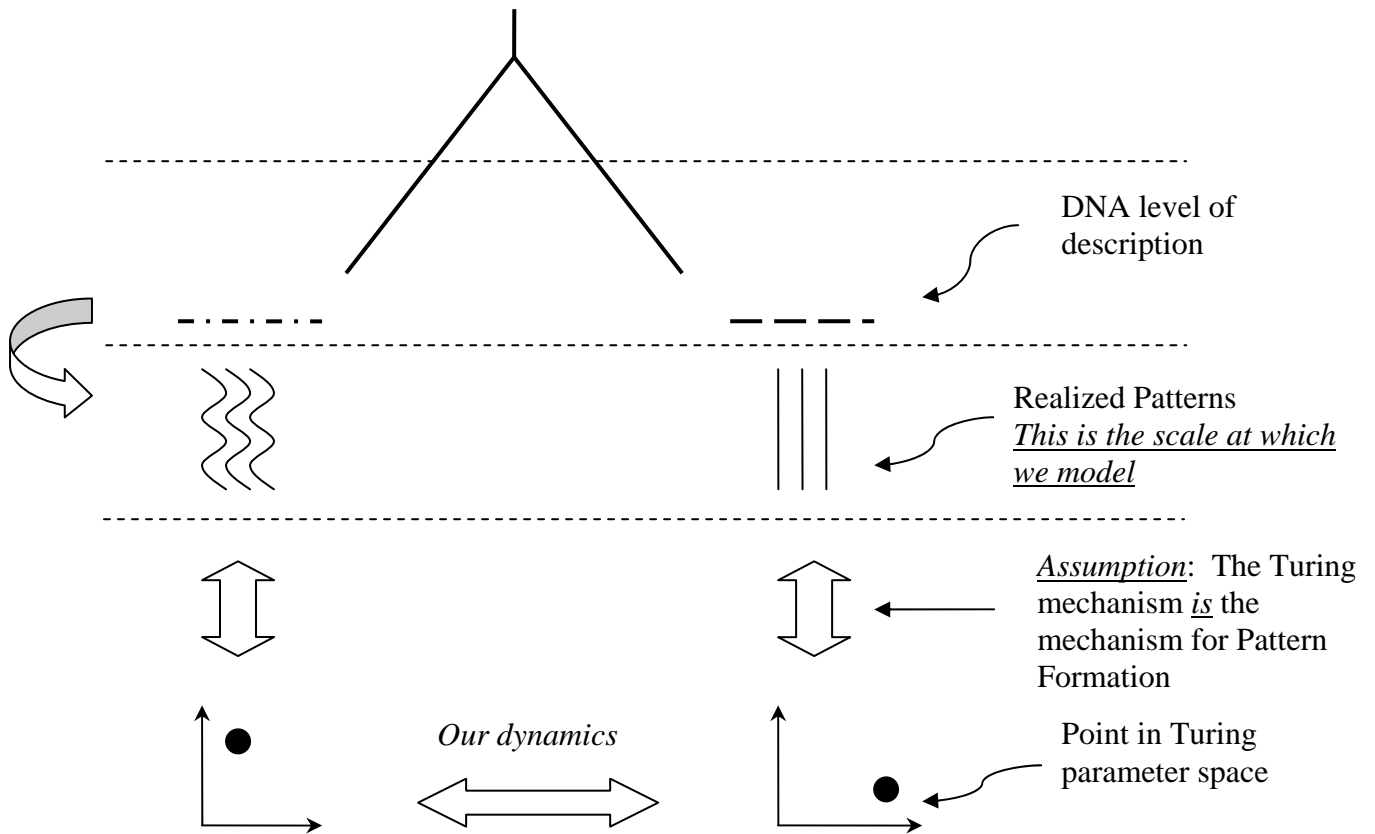 DNA level of
description
Realized Patterns
This is the scale at which
we model
Assumption:  The Turing
mechanism is the
mechanism for Pattern
Formation
Our dynamics
Point in Turing
parameter space